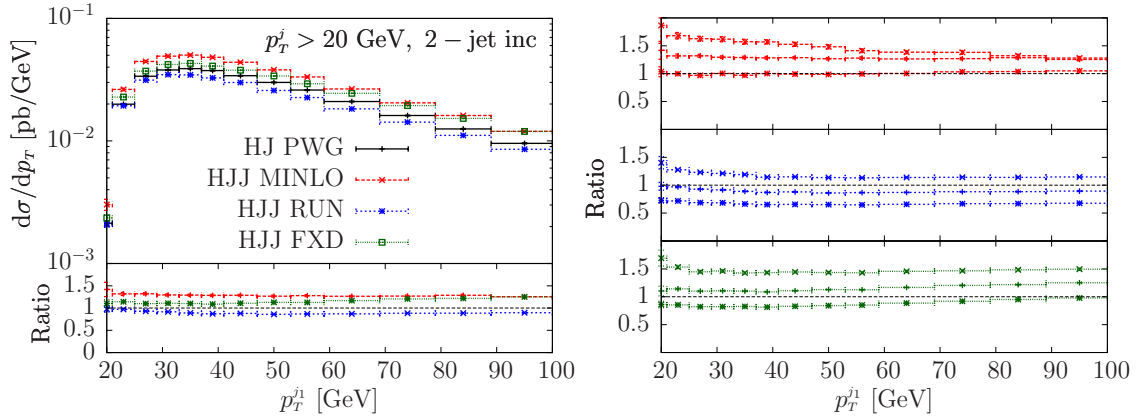 dσ/dp_T [pb/GeV]
10^{−1}
10^{−2}
10^{−3}
p_T^j > 20 GeV, 2 − jet inc
HJ PWG
HJJ MINLO
HJJ RUN
HJJ FXD
Ratio
1.5
1
0.5
0
20 30 40 50 60 70 80 90 100
p_T^{j_1} [GeV]
Ratio
1.5
1
0.5
1.5
1
0.5
1.5
1
0.5
20 30 40 50 60 70 80 90 100
p_T^{j_1} [GeV]